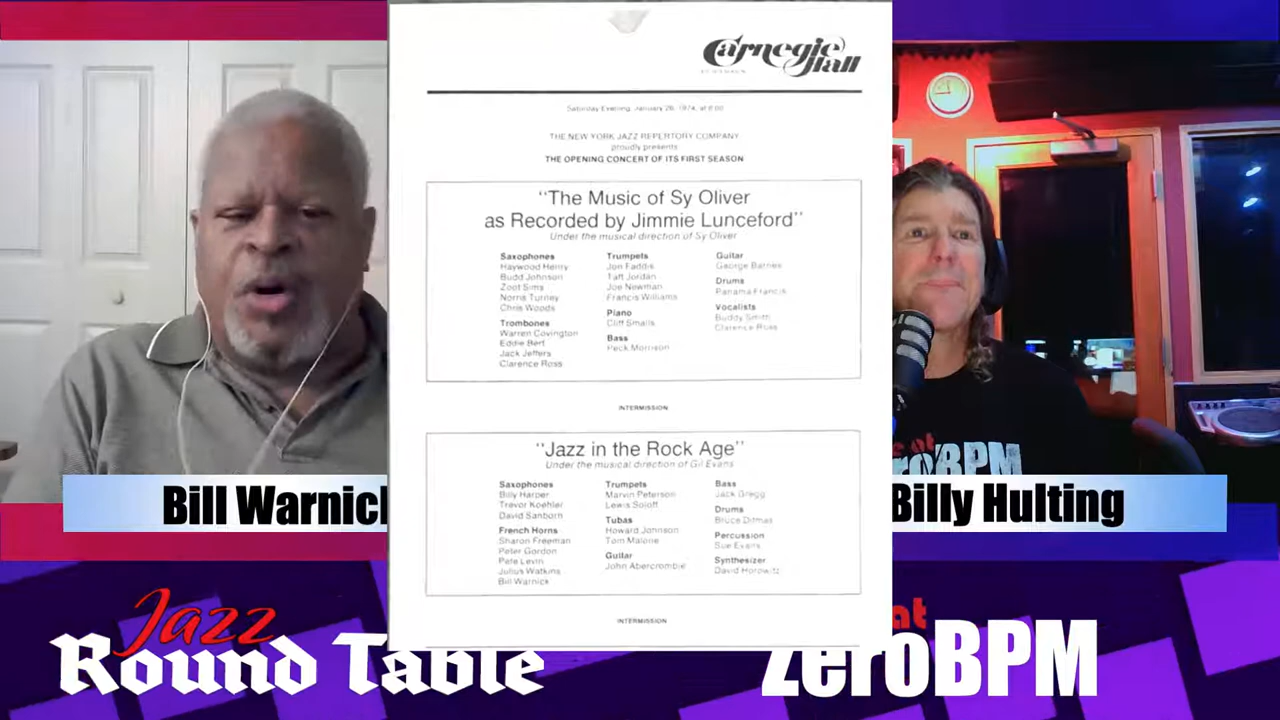 Carnegie Hall
Saturday Evening, January 26, 1974, at 8:00
THE NEW YORK JAZZ REPERTORY COMPANY
proudly presents
THE OPENING CONCERT OF ITS FIRST SEASON
"The Music of Sy Oliver
as Recorded by Jimmie Lunceford"
Under the musical direction of Sy Oliver
Saxophones
Haywood Henry
Budd Johnson
Zoot Sims
Norris Turney
Chris Woods
Trombones
Warren Covington
Eddie Bert
Jack Jeffers
Clarence Ross
Trumpets
Jon Faddis
Taft Jordan
Joe Newman
Francis Williams
Piano
Cliff Smalls
Bass
Peck Morrison
Guitar
George Barnes
Drums
Panama Francis
Vocalists
Buddy Smith
Clarence Ross
INTERMISSION
"Jazz in the Rock Age"
Under the musical direction of Gil Evans
Saxophones
Billy Harper
Trevor Koehler
David Sanborn
French Horns
Sharon Freeman
Peter Gordon
Pete Levin
Julius Watkins
Bill Warnick
Trumpets
Marvin Peterson
Lewis Soloff
Tubas
Howard Johnson
Tom Malone
Guitar
John Abercrombie
Bass
Jack Gregg
Drums
Bruce Ditmas
Percussion
Sue Evans
Synthesizer
David Horowitz
INTERMISSION
Bill Warnick
Billy Hulting
Jazz
Round Table
at
ZeroBPM